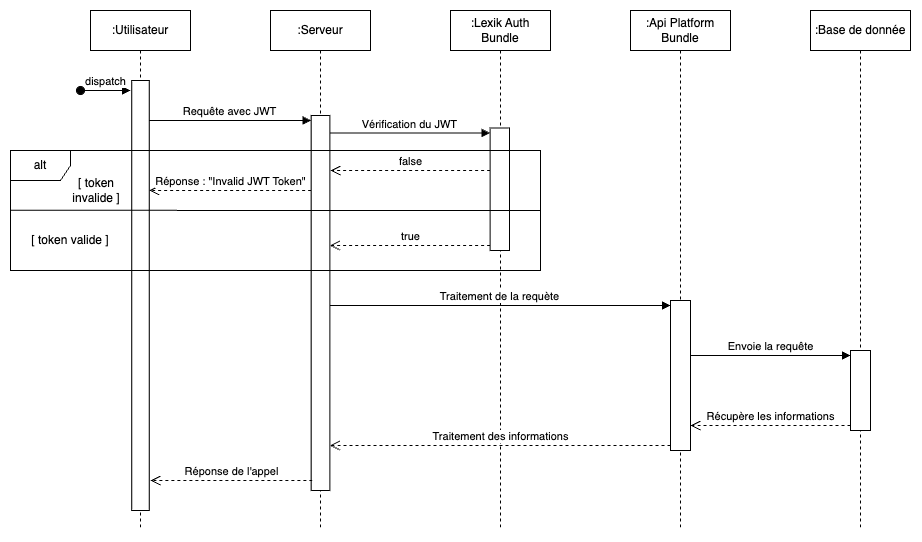 :Utilisateur
:Serveur
:Lexik Auth
Bundle
:Api Platform
Bundle
:Base de donnée
dispatch
Requête avec JWT
Vérification du JWT
alt
false
[ token
invalide ]
Réponse : "Invalid JWT Token"
[ token valide ]
true
Traitement de la requète
Envoie la requête
Récupère les informations
Traitement des informations
Réponse de l'appel